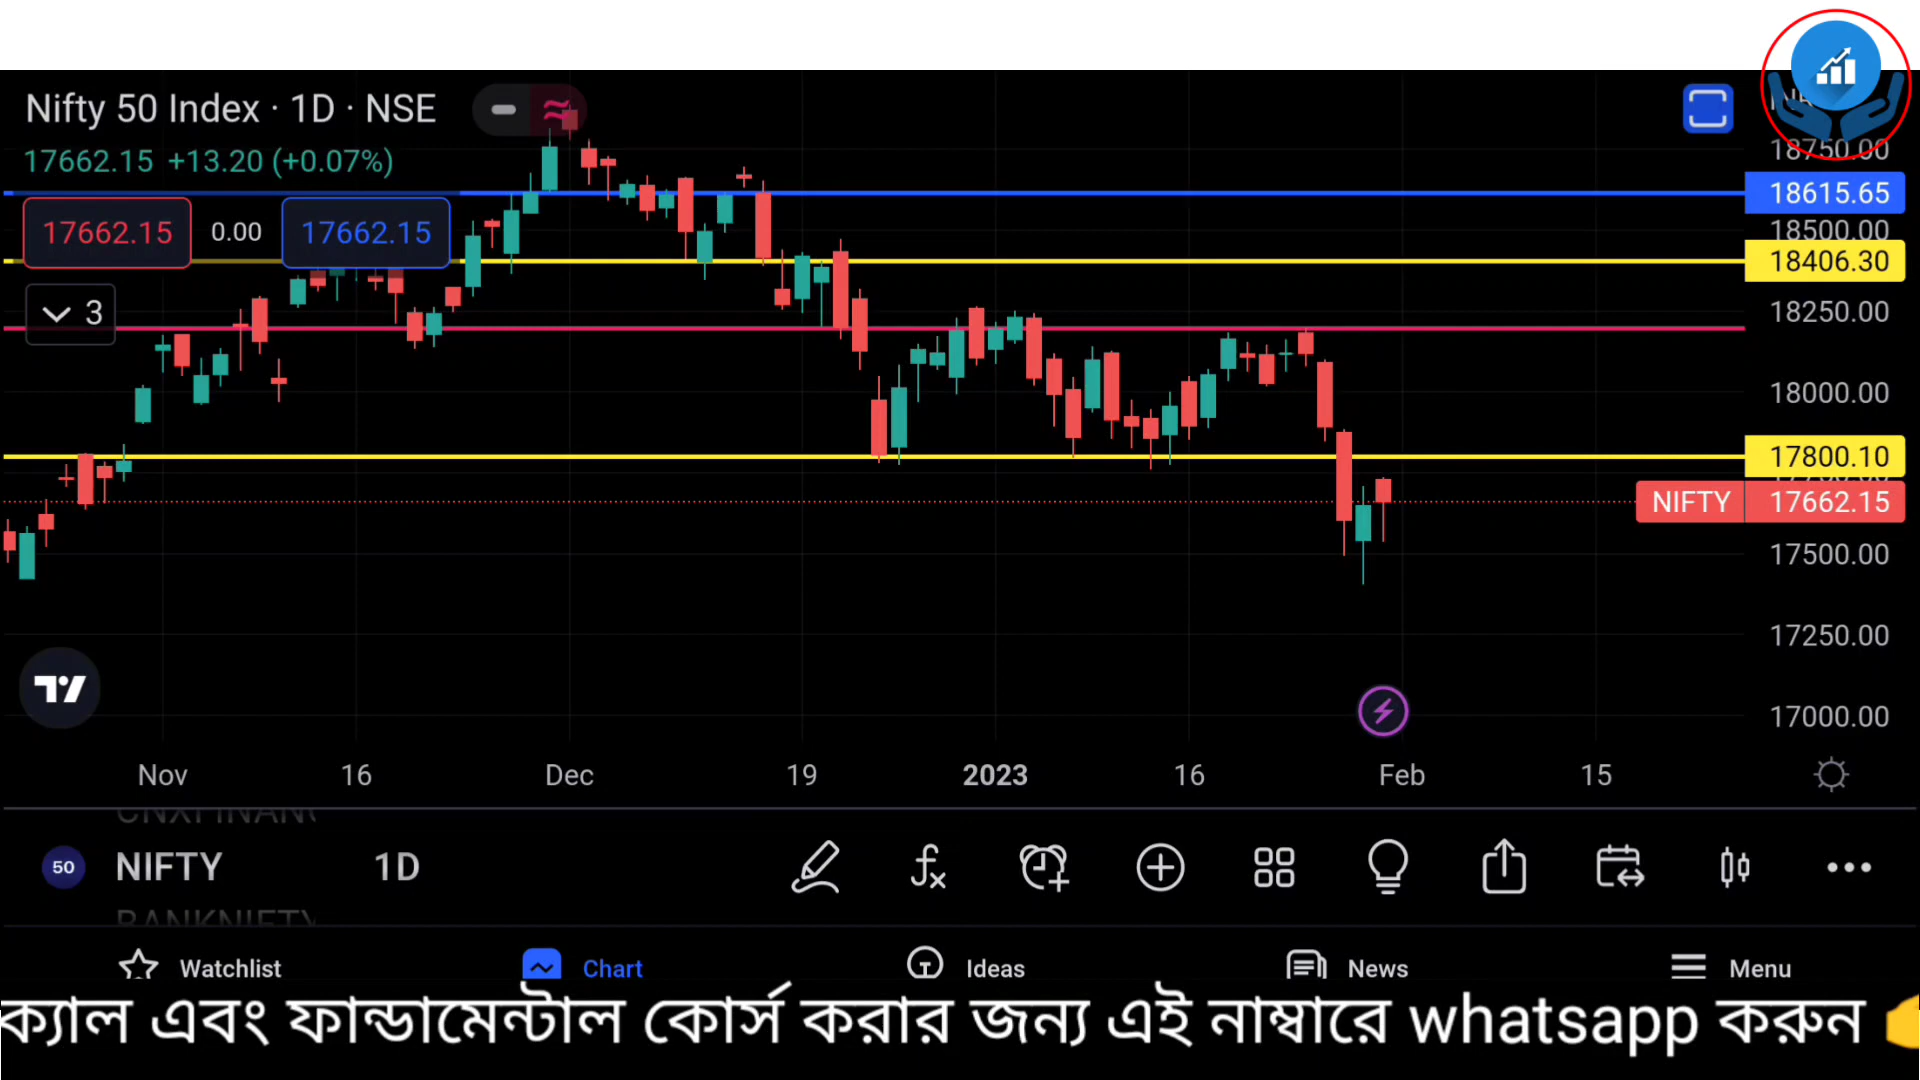 Nifty 50 Index · 1D · NSE
17662.15 +13.20 (+0.07%)
17662.15 0.00 17662.15
3
18750.00
18615.65
18500.00
18406.30
18250.00
18000.00
17800.10
NIFTY 17662.15
17500.00
17250.00
17000.00
Nov 16 Dec 19 2023 16 Feb 15
50 NIFTY 1D
BANKNIFTY
Watchlist Chart Ideas News Menu
এবং ফান্ডামেন্টাল কোর্স করার জন্য এই নাম্বারে whatsapp করুন